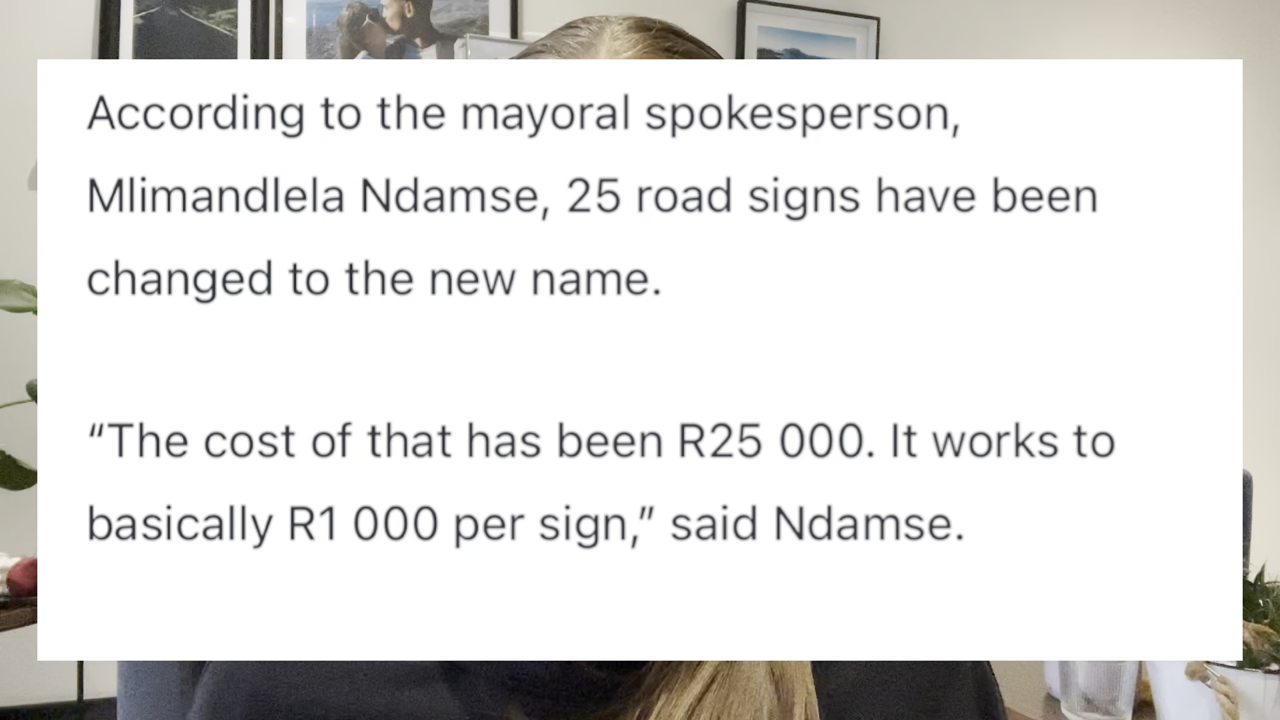 According to the mayoral spokesperson,
Mlimandlela Ndamse, 25 road signs have been
changed to the new name.
“The cost of that has been R25 000. It works to
basically R1 000 per sign,” said Ndamse.